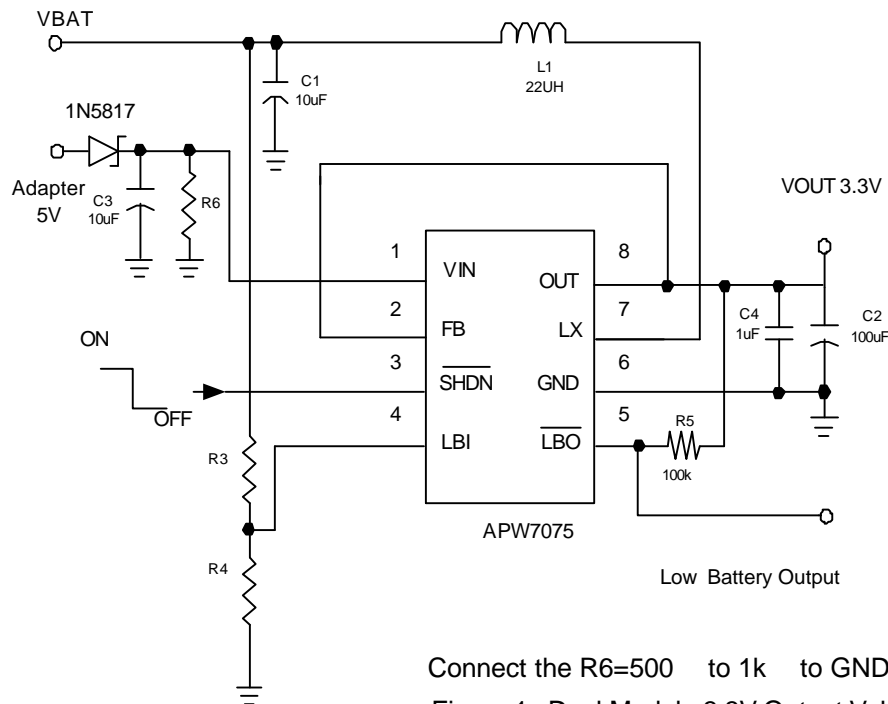 VBAT
C1
10uF
L1
22UH
1N5817
Adapter
5V
C3
10uF
R6
VOUT 3.3V
1
VIN
2
FB
3
SHDN
4
LBI
8
OUT
7
LX
6
GND
5
LBO
C4
1uF
C2
100uF
ON
OFF
R3
R4
R5
100k
APW7075
Low Battery Output
Connect the R6=500 to 1k to GND